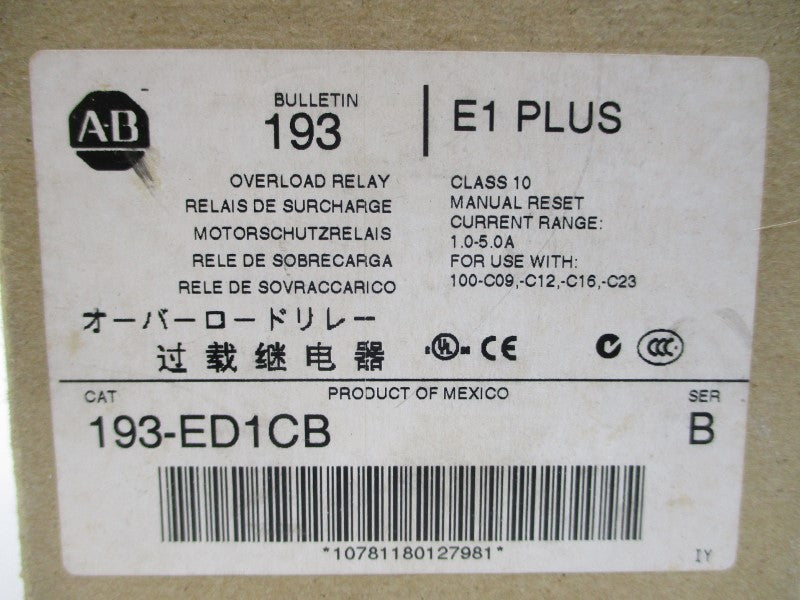 A-B
BULLETIN
193
E1 PLUS
OVERLOAD RELAY
RELAIS DE SURCHARGE
MOTORSCHUTZRELAIS
RELE DE SOBRECARGA
RELE DE SOVRACCARICO
オーバーロードリレー
过载继电器
CLASS 10
MANUAL RESET
CURRENT RANGE:
1.0-5.0A
FOR USE WITH:
100-C09,-C12,-C16,-C23
UL
CE
CCC
CAT
PRODUCT OF MEXICO
SER
193-ED1CB
B
*10781180127981*
IY